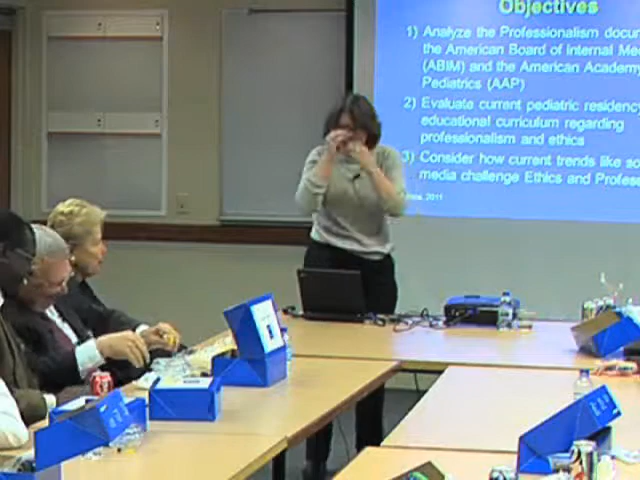 Objectives
1) Analyze the Professionalism docu
the American Board of Internal Me
(ABIM) and the American Academy
Pediatrics (AAP)
2) Evaluate current pediatric residency
educational curriculum regarding
professionalism and ethics
3) Consider how current trends like so
media challenge Ethics and Profes
2011